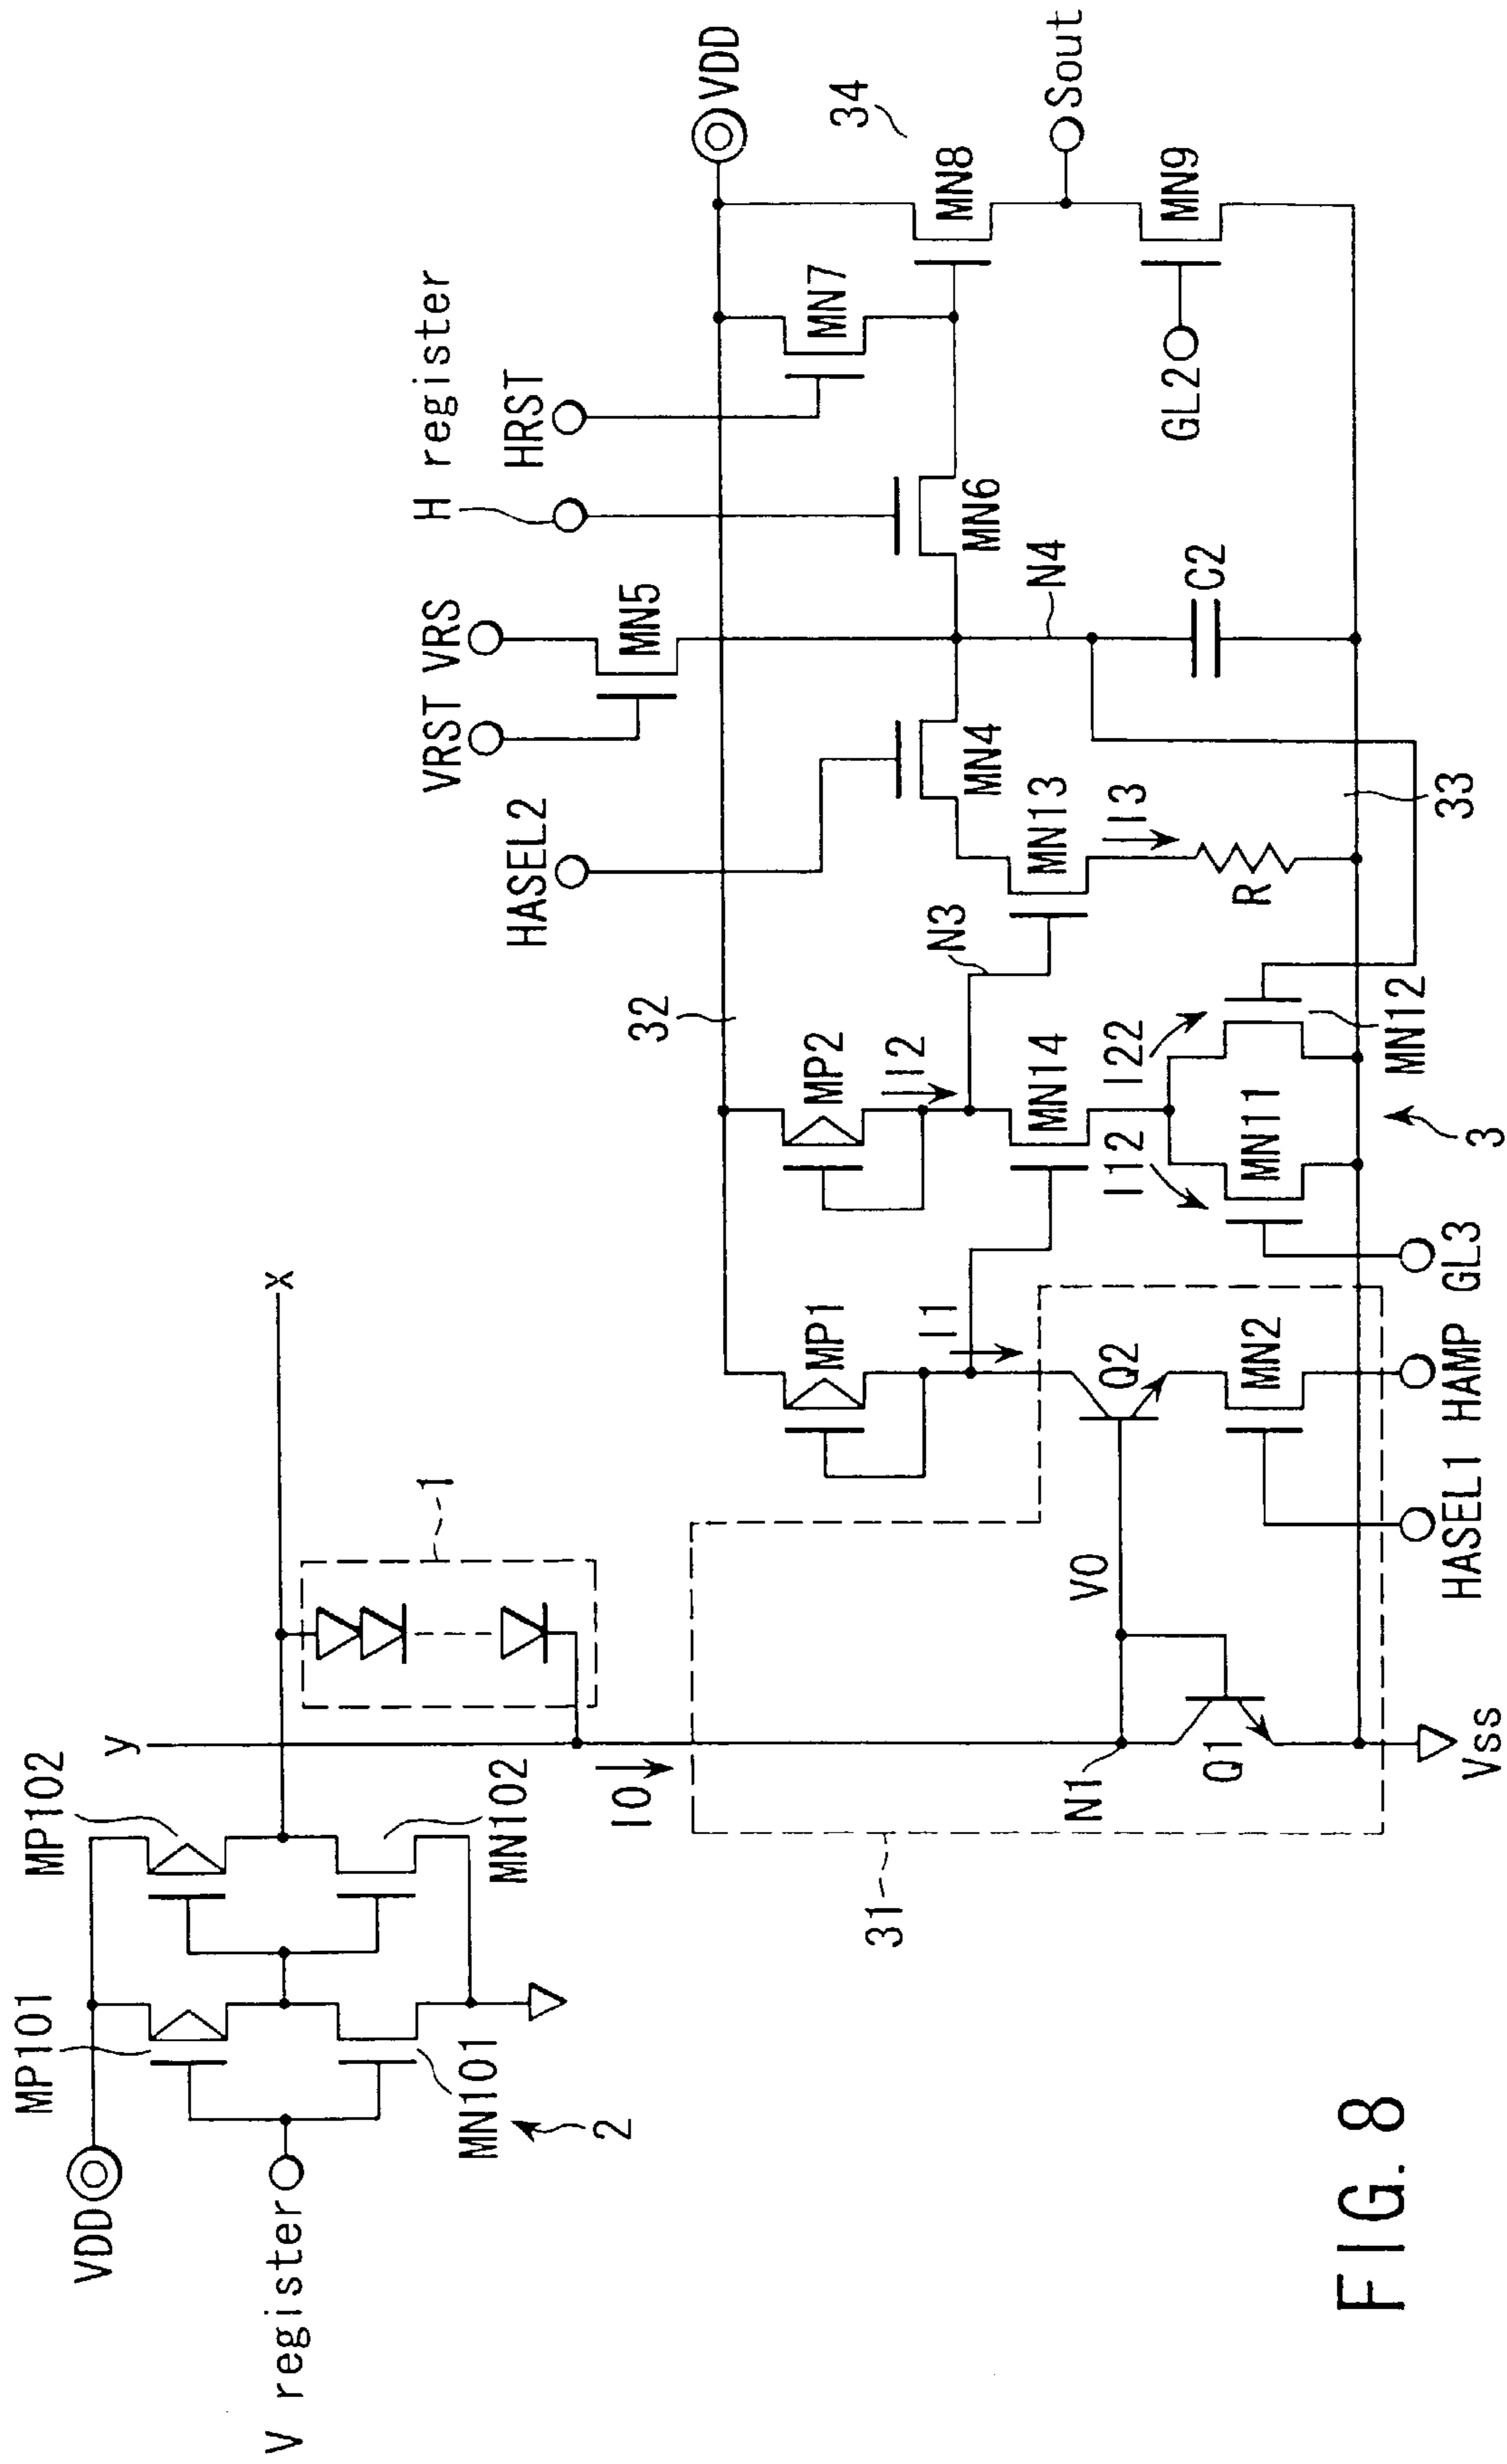 MP101
MP102
VDD
y
V register
x
1
H register
VRST VRS
MN101
MN102
HASEL2
HRST
2
I0
MN5
32
VDD
MP1
MP2
MN7
34
31
I2
I1
N3
MN8
MN4
MN6
MN14
MN13
N4
Sout
N1
V0
Q2
I12
I22
I3
GL2
MN9
C2
Q1
R
MN2
MN11
FIG. 8
MN12
33
HASEL1 HAMP GL3
Vss
3